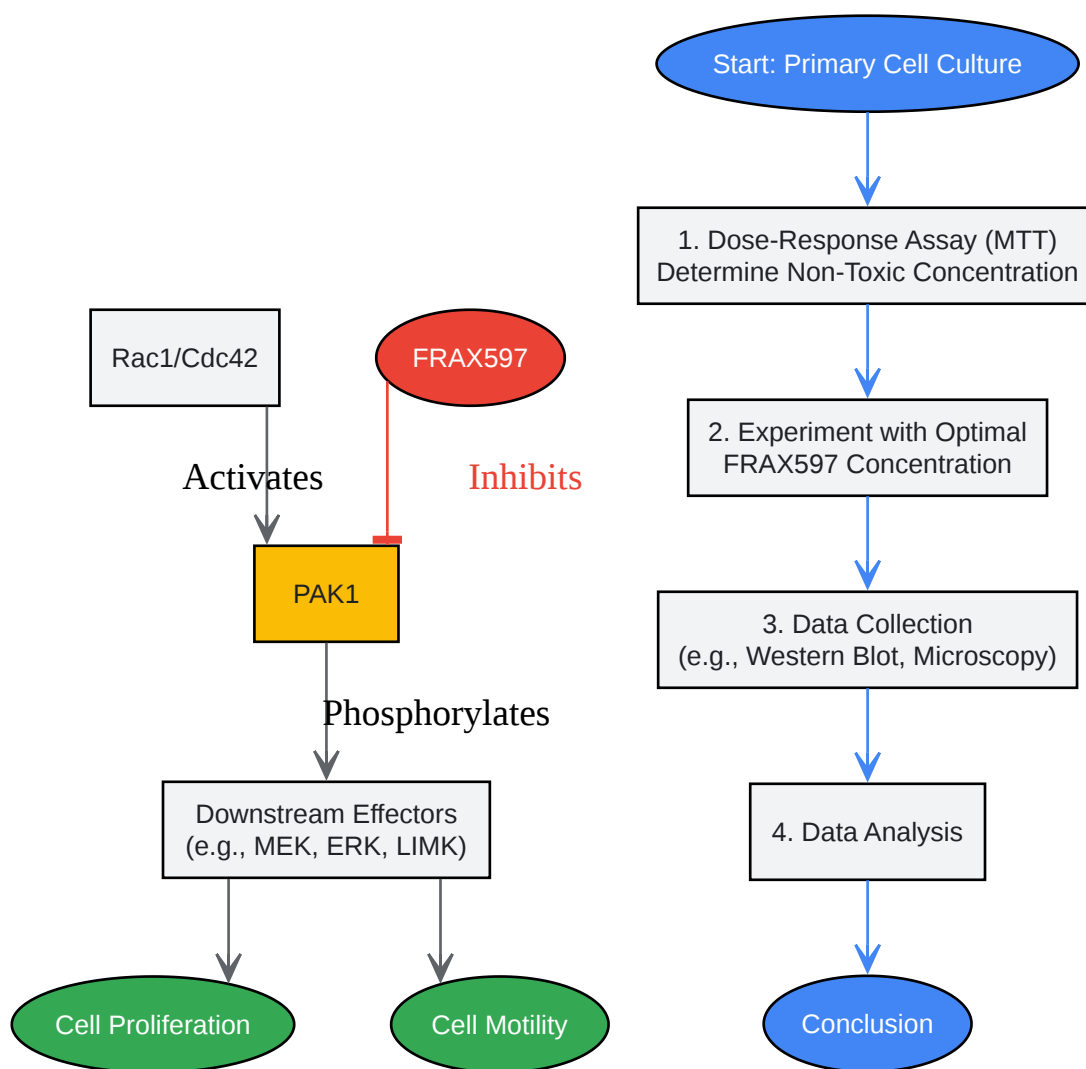 Start: Primary Cell Culture
1. Dose-Response Assay (MTT)
Determine Non-Toxic Concentration
Rac1/Cdc42
FRAX597
2. Experiment with Optimal
FRAX597 Concentration
Activates
Inhibits
PAK1
3. Data Collection
(e.g., Western Blot, Microscopy)
Phosphorylates
Downstream Effectors
(e.g., MEK, ERK, LIMK)
4. Data Analysis
Cell Proliferation
Cell Motility
Conclusion